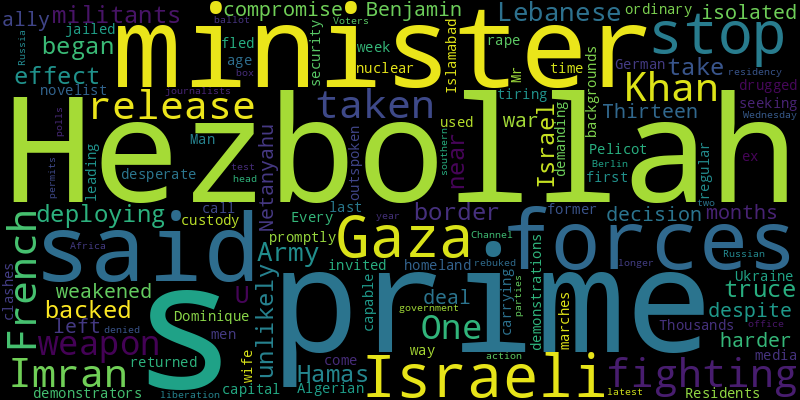 ally militants jailed compromise Benjamin Lebanese ordinary isolated
Russia began fled ballot Voters minister rape stop
effect age week Islamabad German take residency
novelist box security nuclear Mr time Khan drugged
journalists release taken tiring backgrounds seeking
polls used war Israel Thirteen Wednesday
Hezbollah
leading Man demanding Pelicot ex
permits desperate Netanyahu outspoken near southern Berlin first regular test head two
deploying Every last border former decision months
said custody call year Gaza Channel forces
French Africa promptly invited Army homeland rebuked demonstrations Russian longer
clashes weakened U unlikely capable deal carrying Ukraine
backed S Dominique prime government parties truce
left men One marches despite
weapon denied way Thousands office harder
returned wife come action media
Imran Hamas Israeli fighting
demonstrators liberation capital Algerian latest Residents